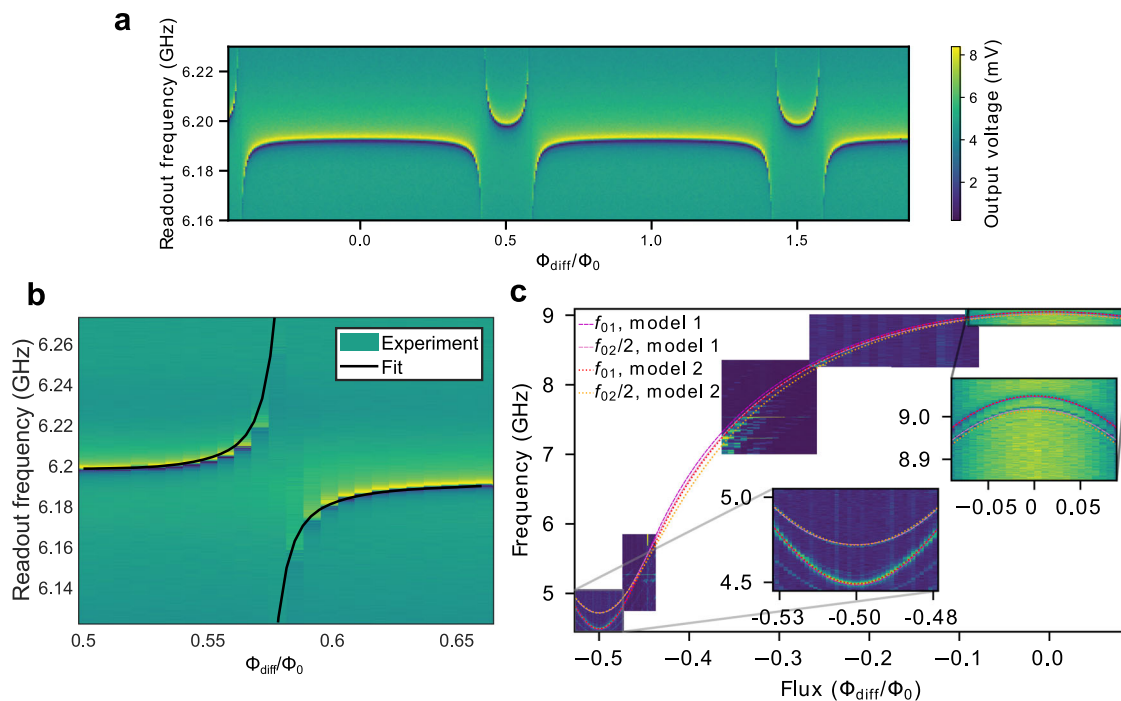 a
Readout frequency (GHz)
6.22
6.20
6.18
6.16
0.0
0.5
1.0
1.5
Φdiff/Φ0
8
6
4
2
Output voltage (mV)
b
Readout frequency (GHz)
6.26
6.24
6.22
6.2
6.18
6.16
6.14
0.5
0.55
0.6
0.65
Φdiff/Φ0
Experiment
Fit
c
Frequency (GHz)
9
8
7
6
5
f01, model 1
f02/2, model 1
f01, model 2
f02/2, model 2
9.0
8.9
−0.05
0
0.05
5.0
4.5
-0.53
-0.50
-0.48
−0.5
−0.4
−0.3
−0.2
−0.1
0.0
Flux (Φdiff/Φ0)